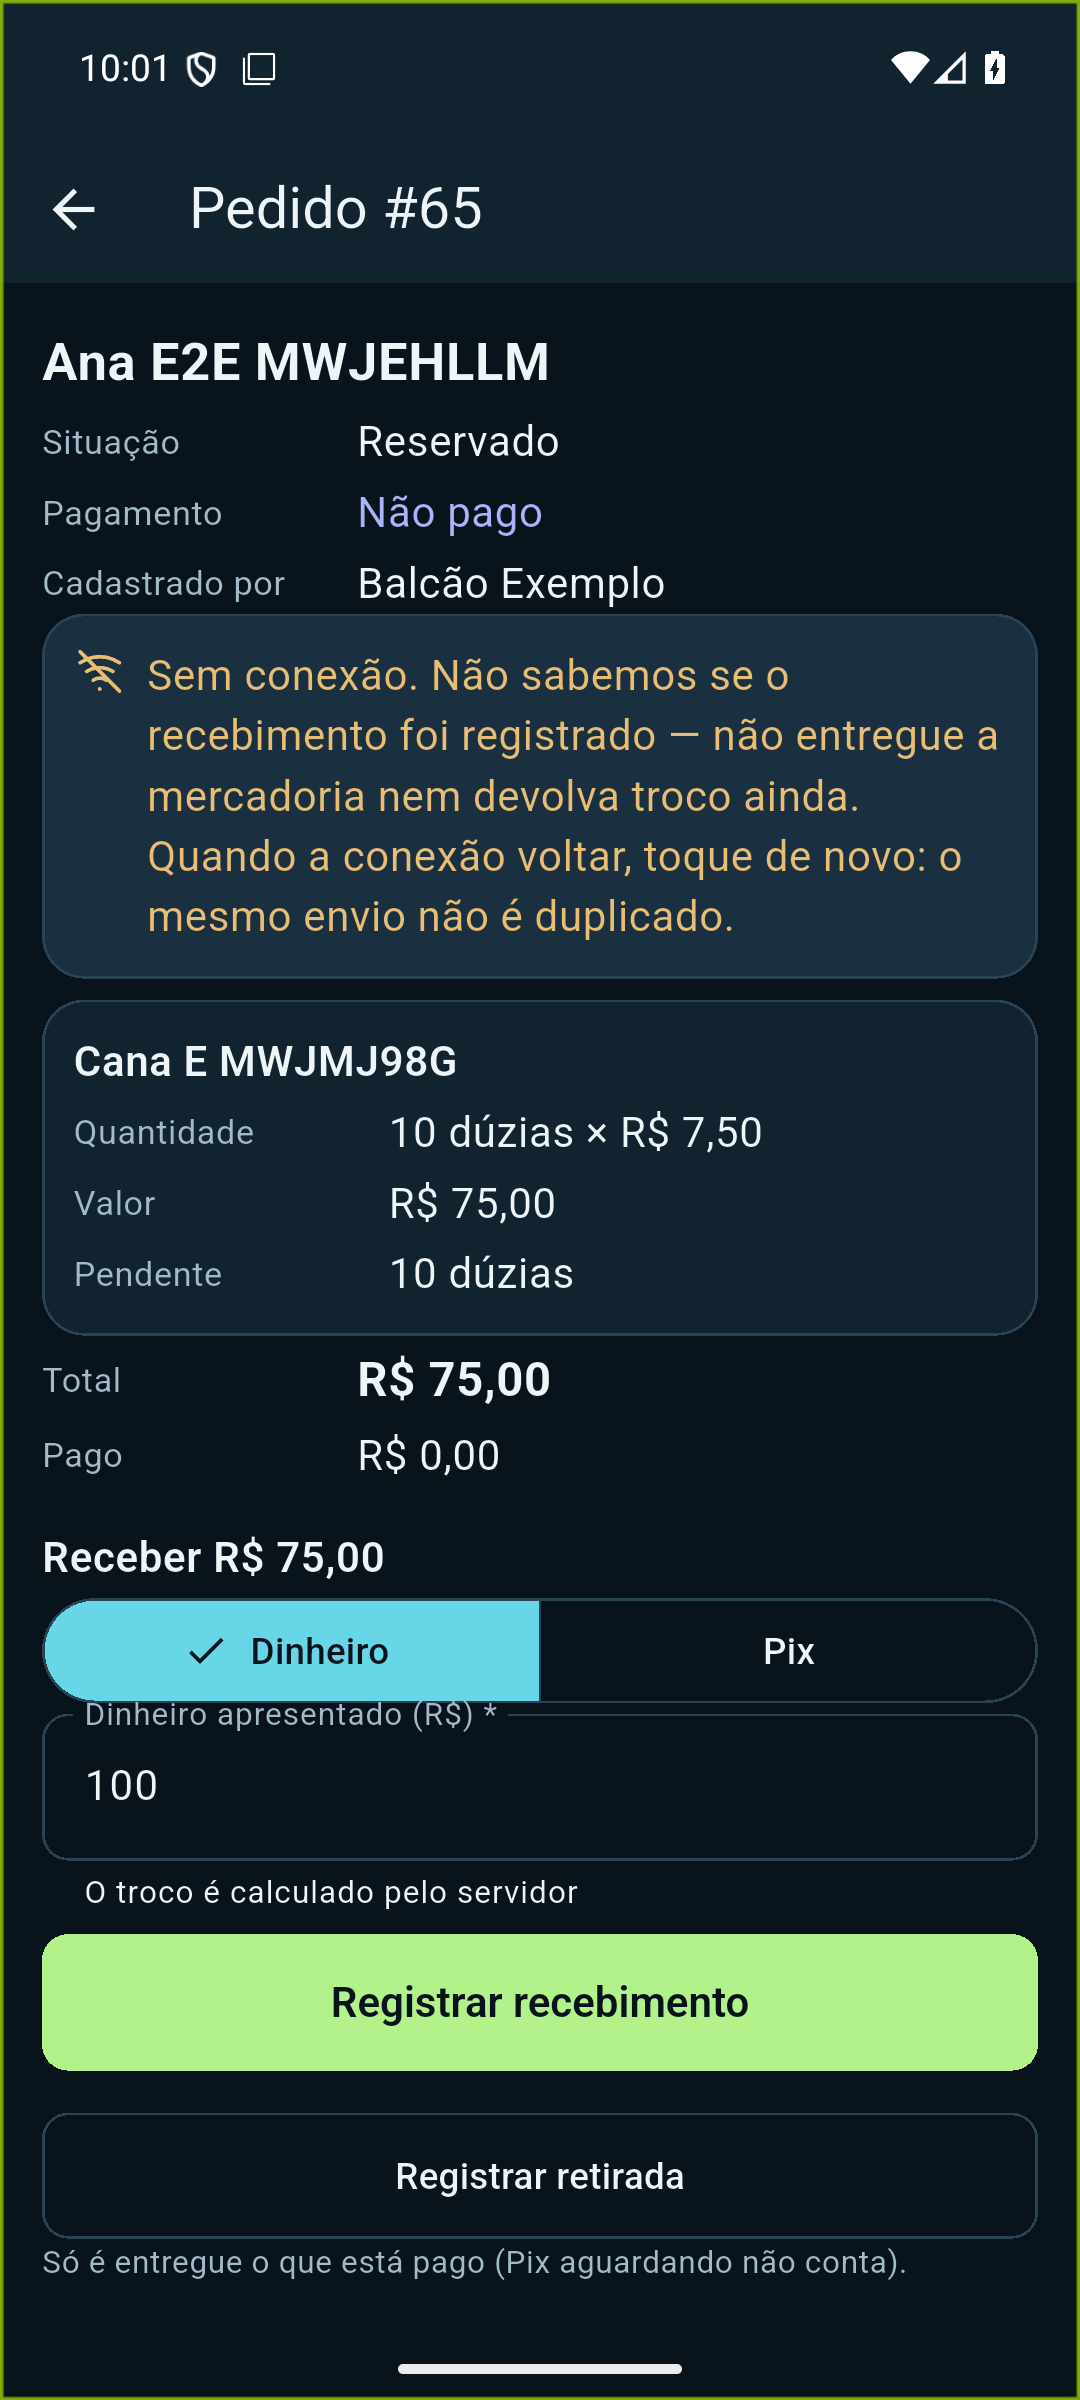 10:01
Pedido #65
Ana E2E MWJEHLLM
Situação Reservado
Pagamento Não pago
Cadastrado por Balcão Exemplo
Sem conexão. Não sabemos se o
recebimento foi registrado — não entregue a
mercadoria nem devolva troco ainda.
Quando a conexão voltar, toque de novo: o
mesmo envio não é duplicado.
Cana E MWJMJ98G
Quantidade 10 dúzias × R$ 7,50
Valor R$ 75,00
Pendente 10 dúzias
Total R$ 75,00
Pago R$ 0,00
Receber R$ 75,00
Dinheiro Pix
Dinheiro apresentado (R$) *
100
O troco é calculado pelo servidor
Registrar recebimento
Registrar retirada
Só é entregue o que está pago (Pix aguardando não conta).